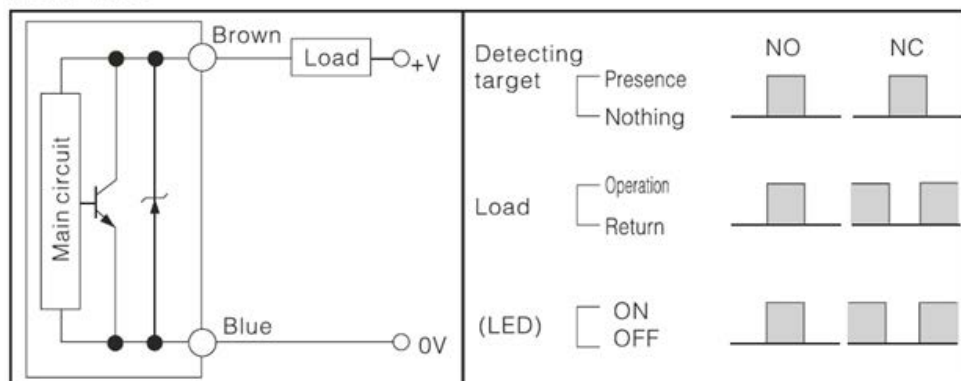 Brown
Load
+V
Main circuit
Blue
0V
NO
NC
Detecting
target
Presence
Nothing
Load
Operation
Return
(LED)
ON
OFF